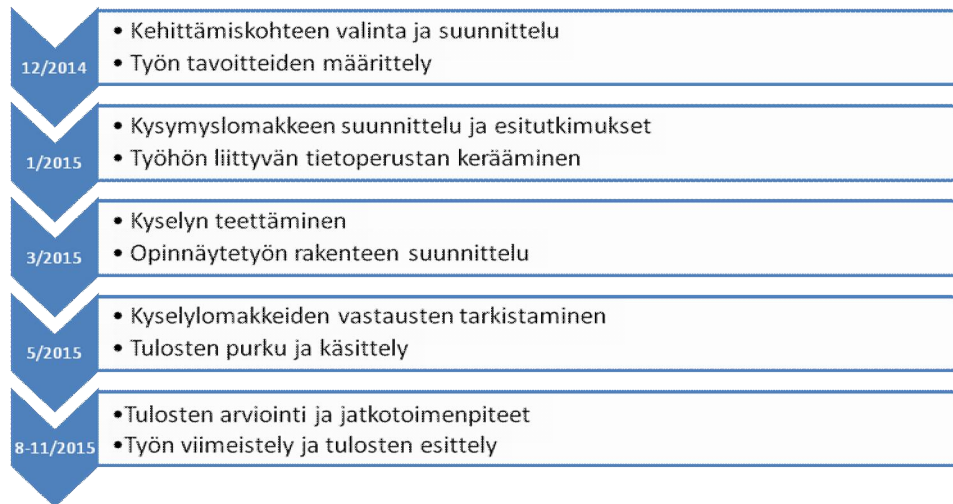 12/2014
• Kehittämiskohteen valinta ja suunnittelu
• Työn tavoitteiden määrittely
1/2015
• Kysymyslomakkeen suunnittelu ja esitutkimukset
• Työhön liittyvän tietoperustan kerääminen
3/2015
• Kyselyn teettäminen
• Opinnäytetyön rakenteen suunnittelu
5/2015
• Kyselylomakkeiden vastausten tarkistaminen
• Tulosten purku ja käsittely
8-11/2015
•Tulosten arviointi ja jatkotoimenpiteet
•Työn viimeistely ja tulosten esittely